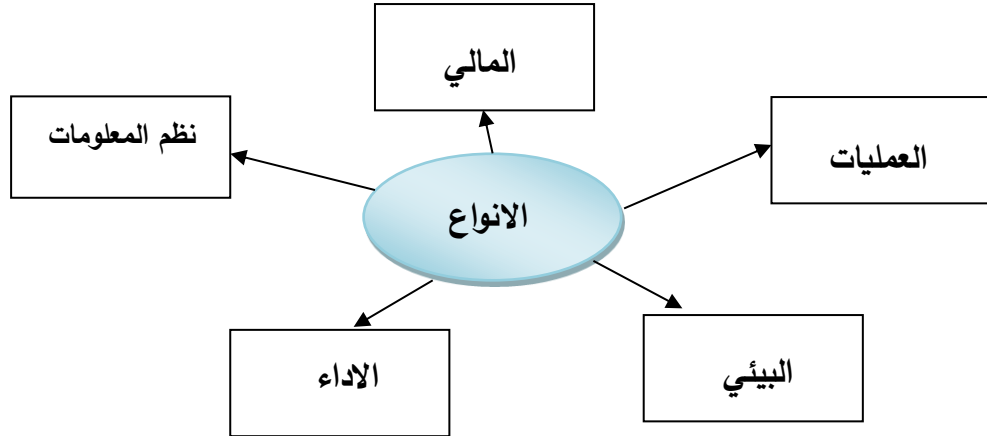 المالي
العمليات
نظم المعلومات
الانواع
البيئي
الاداء